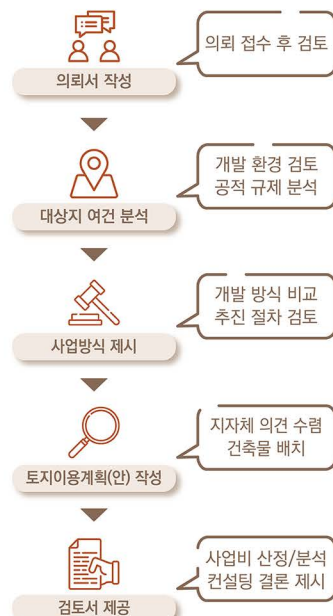 의뢰서 작성
의뢰 접수 후 검토
대상지 여건 분석
개발 환경 검토
공적 규제 분석
사업방식 제시
개발 방식 비교
추진 절차 검토
토지이용계획(안) 작성
지자체 의견 수렴
건축물 배치
검토서 제공
사업비 산정/분석
컨설팅 결론 제시